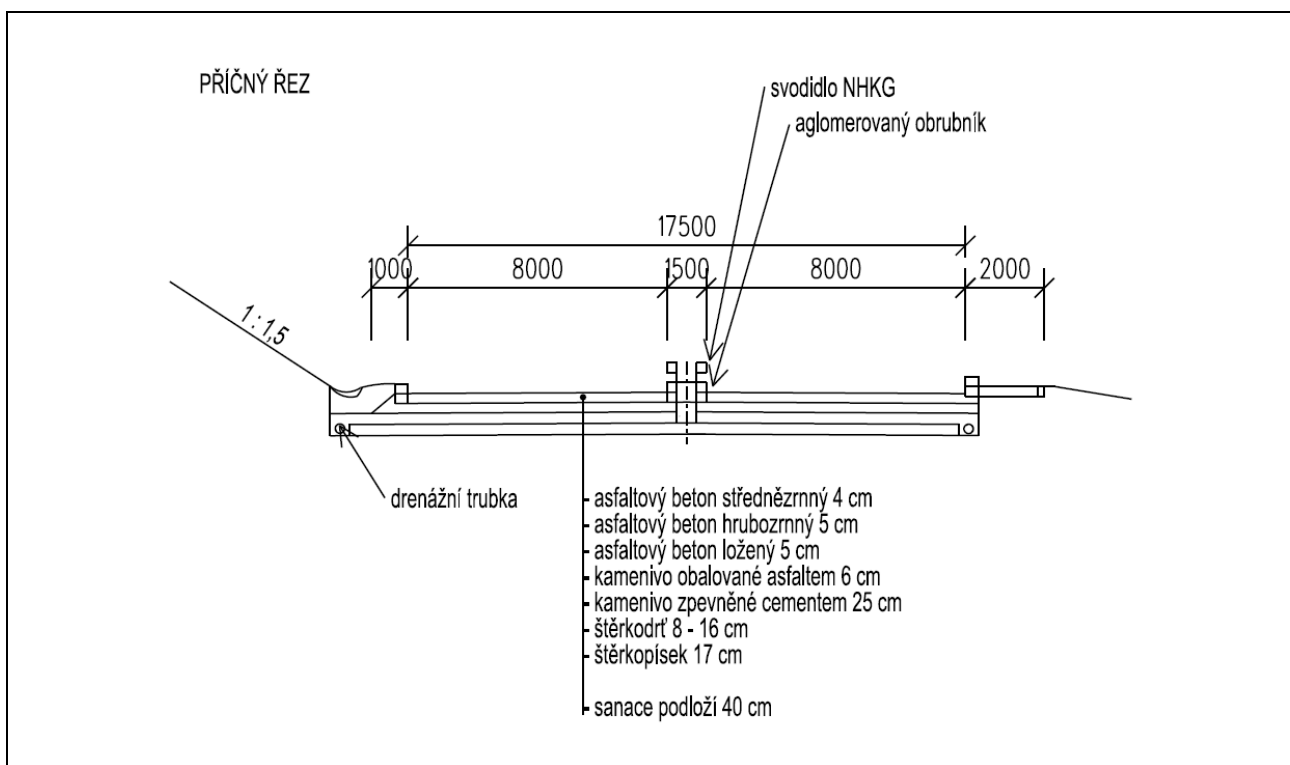 PŘÍČNÝ ŘEZ
svodidlo NHKG
aglomerovaný obrubník
17500
1000
8000
1500
8000
2000
1 : 1,5
drenážní trubka
asfaltový beton střednězrnný 4 cm
asfaltový beton hrubozrnný 5 cm
asfaltový beton ložený 5 cm
kamenivo obalované asfaltem 6 cm
kamenivo zpevněné cementem 25 cm
štěrkodrť 8 - 16 cm
štěrkopísek 17 cm
sanace podloží 40 cm